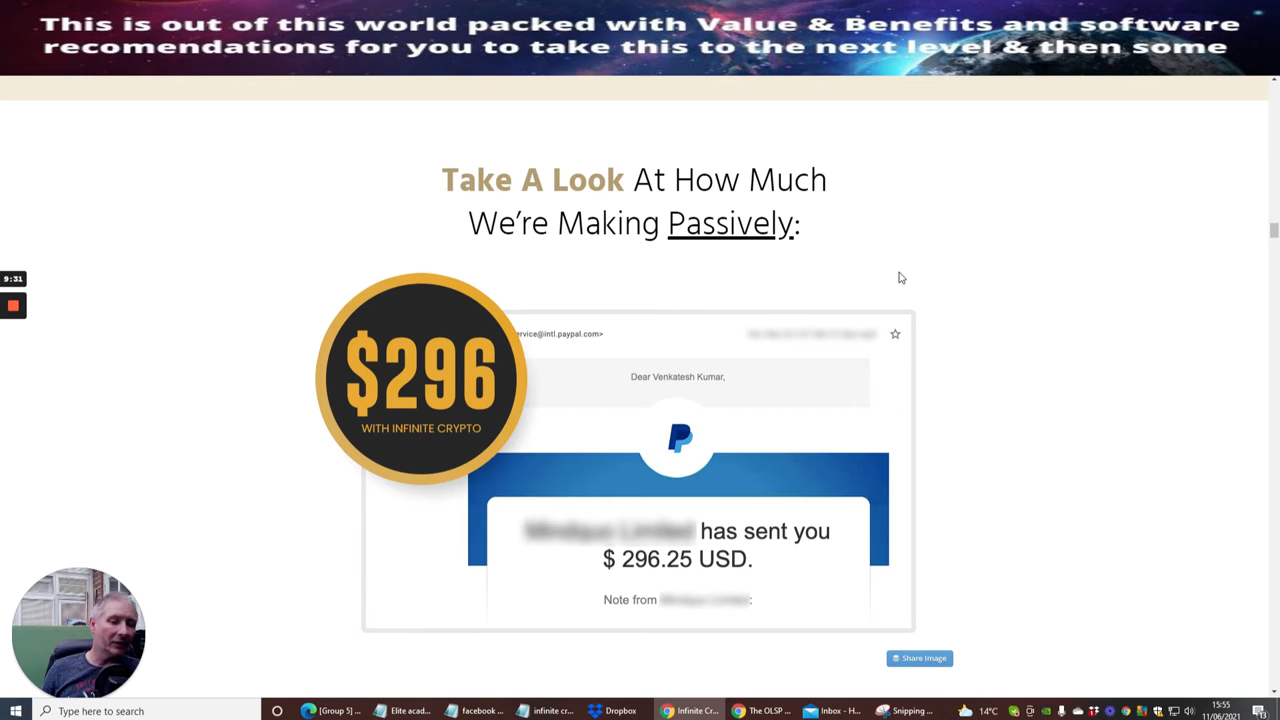 This is out of this world packed with Value & Benefits and software
recomendations for you to take this to the next level & then some
Take A Look At How Much
We're Making Passively:
9:31
$296
WITH INFINITE CRYPTO
ervice@intl.paypal.com>
Dear Venkatesh Kumar,
has sent you
$ 296.25 USD.
Note from
:
Share Image
Type here to search
[Group 5]...
Elite acad...
facebook ...
infinite cr...
Dropbox
Infinite Cr...
The OLSP ...
Inbox - H...
Snipping ...
14°C
15:55
11/06/2021